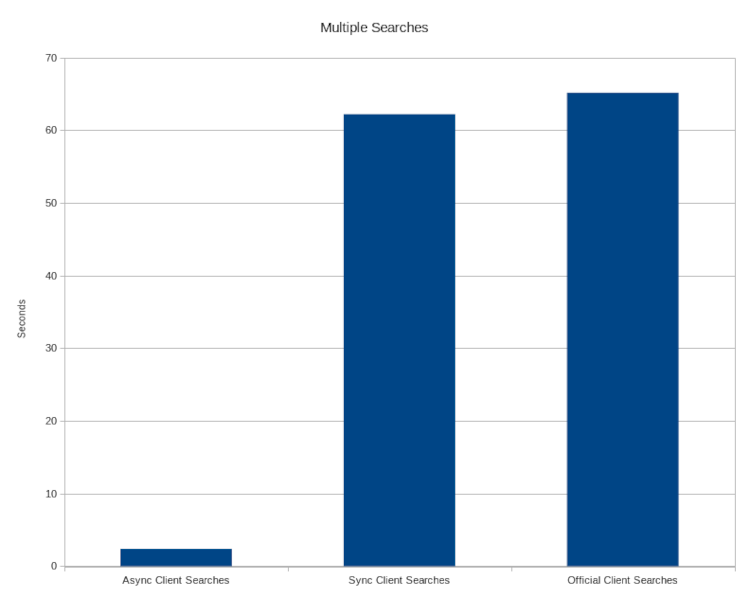 Multiple Searches
70
60
50
40
30
20
10
0
Seconds
Async Client Searches
Sync Client Searches
Official Client Searches